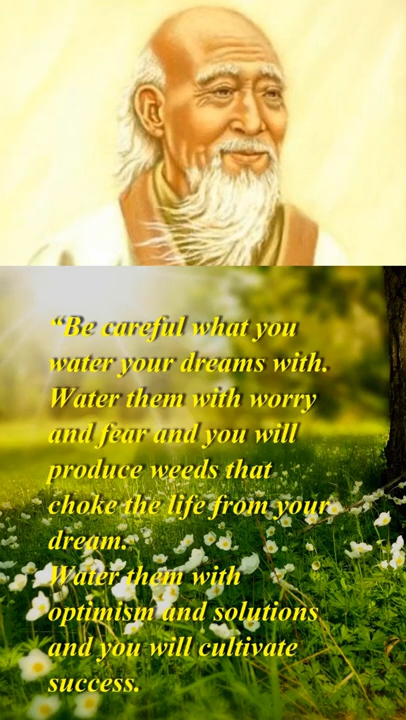 “Be careful what you
water your dreams with.
Water them with worry
and fear and you will
produce weeds that
choke the life from your
dream.
Water them with
optimism and solutions
and you will cultivate
success.